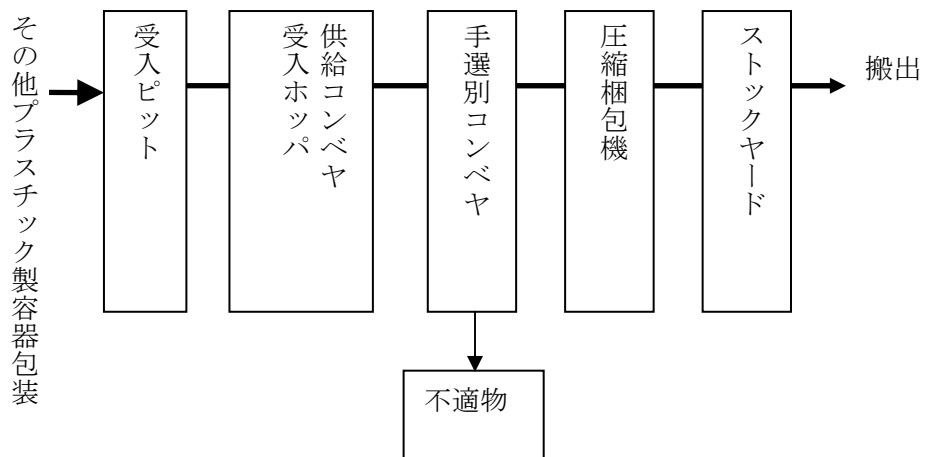 その他プラスチック製容器包装
受入ピット
供給コンベヤ
受入ホッパ
手選別コンベヤ
圧縮梱包機
ストックヤード
搬出
不適物